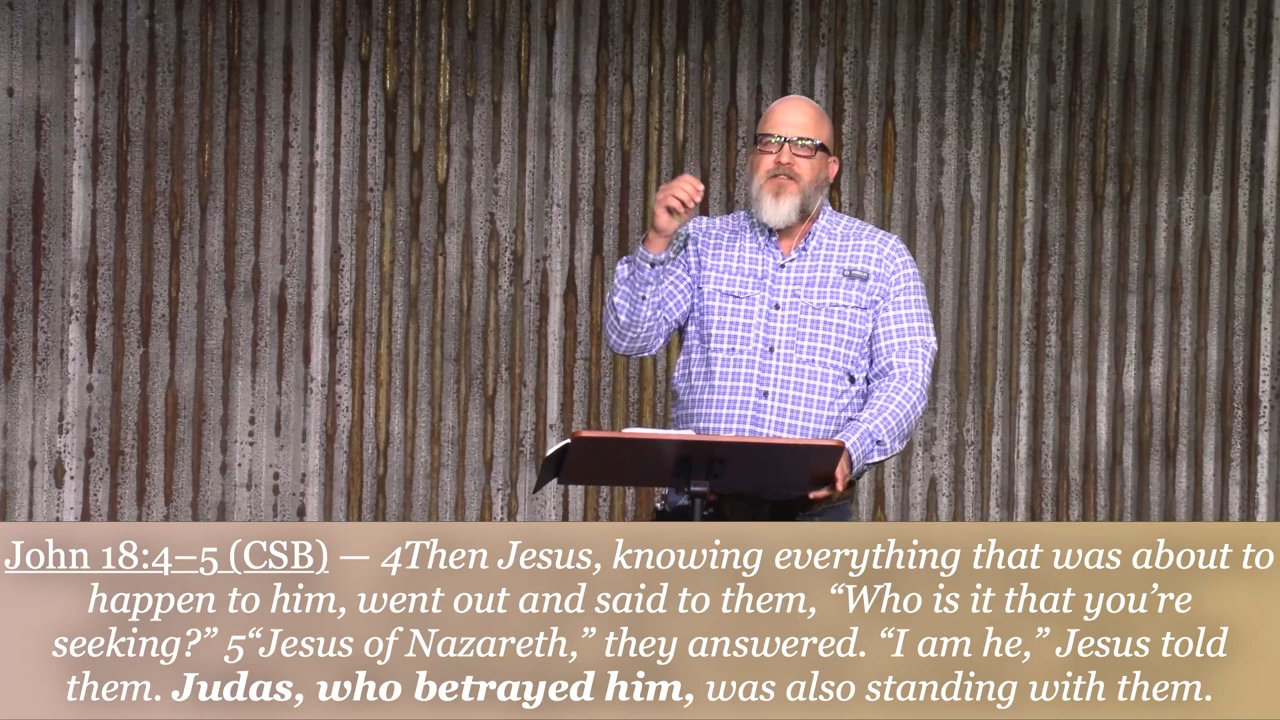 John 18:4–5 (CSB) — 4Then Jesus, knowing everything that was about to
happen to him, went out and said to them, “Who is it that you’re
seeking?” 5“Jesus of Nazareth,” they answered. “I am he,” Jesus told
them. Judas, who betrayed him, was also standing with them.